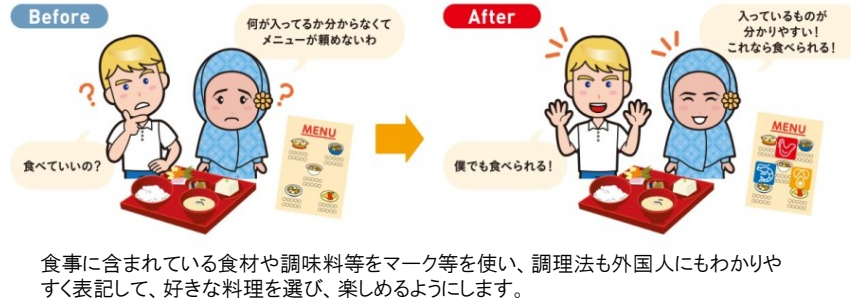 Before
何が入ってるか分からなくて
メニューが頼めないわ
?
?
食べていいの？
MENU
After
入っているものが
分かりやすい！
これなら食べられる！
僕でも食べられる！
MENU
食事に含まれている食材や調味料等をマーク等を使い、調理法も外国人にもわかりや
すく表記して、好きな料理を選び、楽しめるようにします。